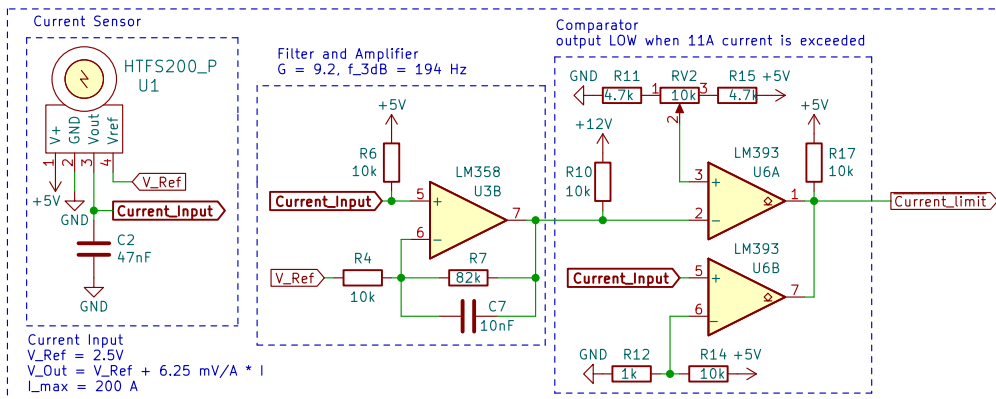 Current Sensor
HTFS200_P
U1
V+
GND
Vout
Vref
1
2
3
4
+5V
GND
V_Ref
Current_Input
C2
47nF
GND
Current Input
V_Ref = 2.5V
V_Out = V_Ref + 6.25 mV/A * I
I_max = 200 A
Filter and Amplifier
G = 9.2, f_3dB = 194 Hz
+5V
R6
10k
Current_Input
5
+
LM358
U3B
7
6
−
V_Ref
R4
10k
R7
82k
C7
10nF
Comparator
output LOW when 11A current is exceeded
GND
R11
4.7k
1
RV2
10k
3
2
R15
4.7k
+5V
+12V
R10
10k
LM393
U6A
3
+
2
−
1
+5V
R17
10k
Current_limit
LM393
U6B
Current_Input
5
+
6
−
7
GND
R12
1k
R14
10k
+5V